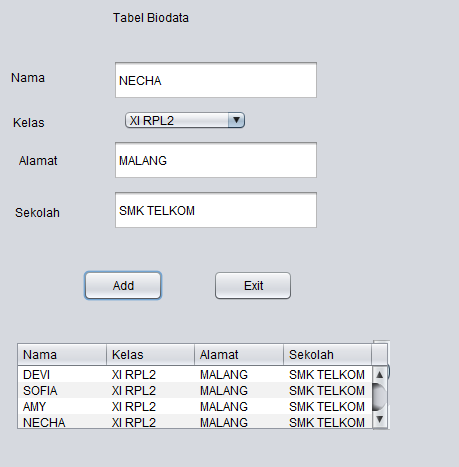 Tabel Biodata
Nama NECHA
Kelas XI RPL2
Alamat MALANG
Sekolah SMK TELKOM
Add Exit
Nama Kelas Alamat Sekolah
DEVI XI RPL2 MALANG SMK TELKOM
SOFIA XI RPL2 MALANG SMK TELKOM
AMY XI RPL2 MALANG SMK TELKOM
NECHA XI RPL2 MALANG SMK TELKOM